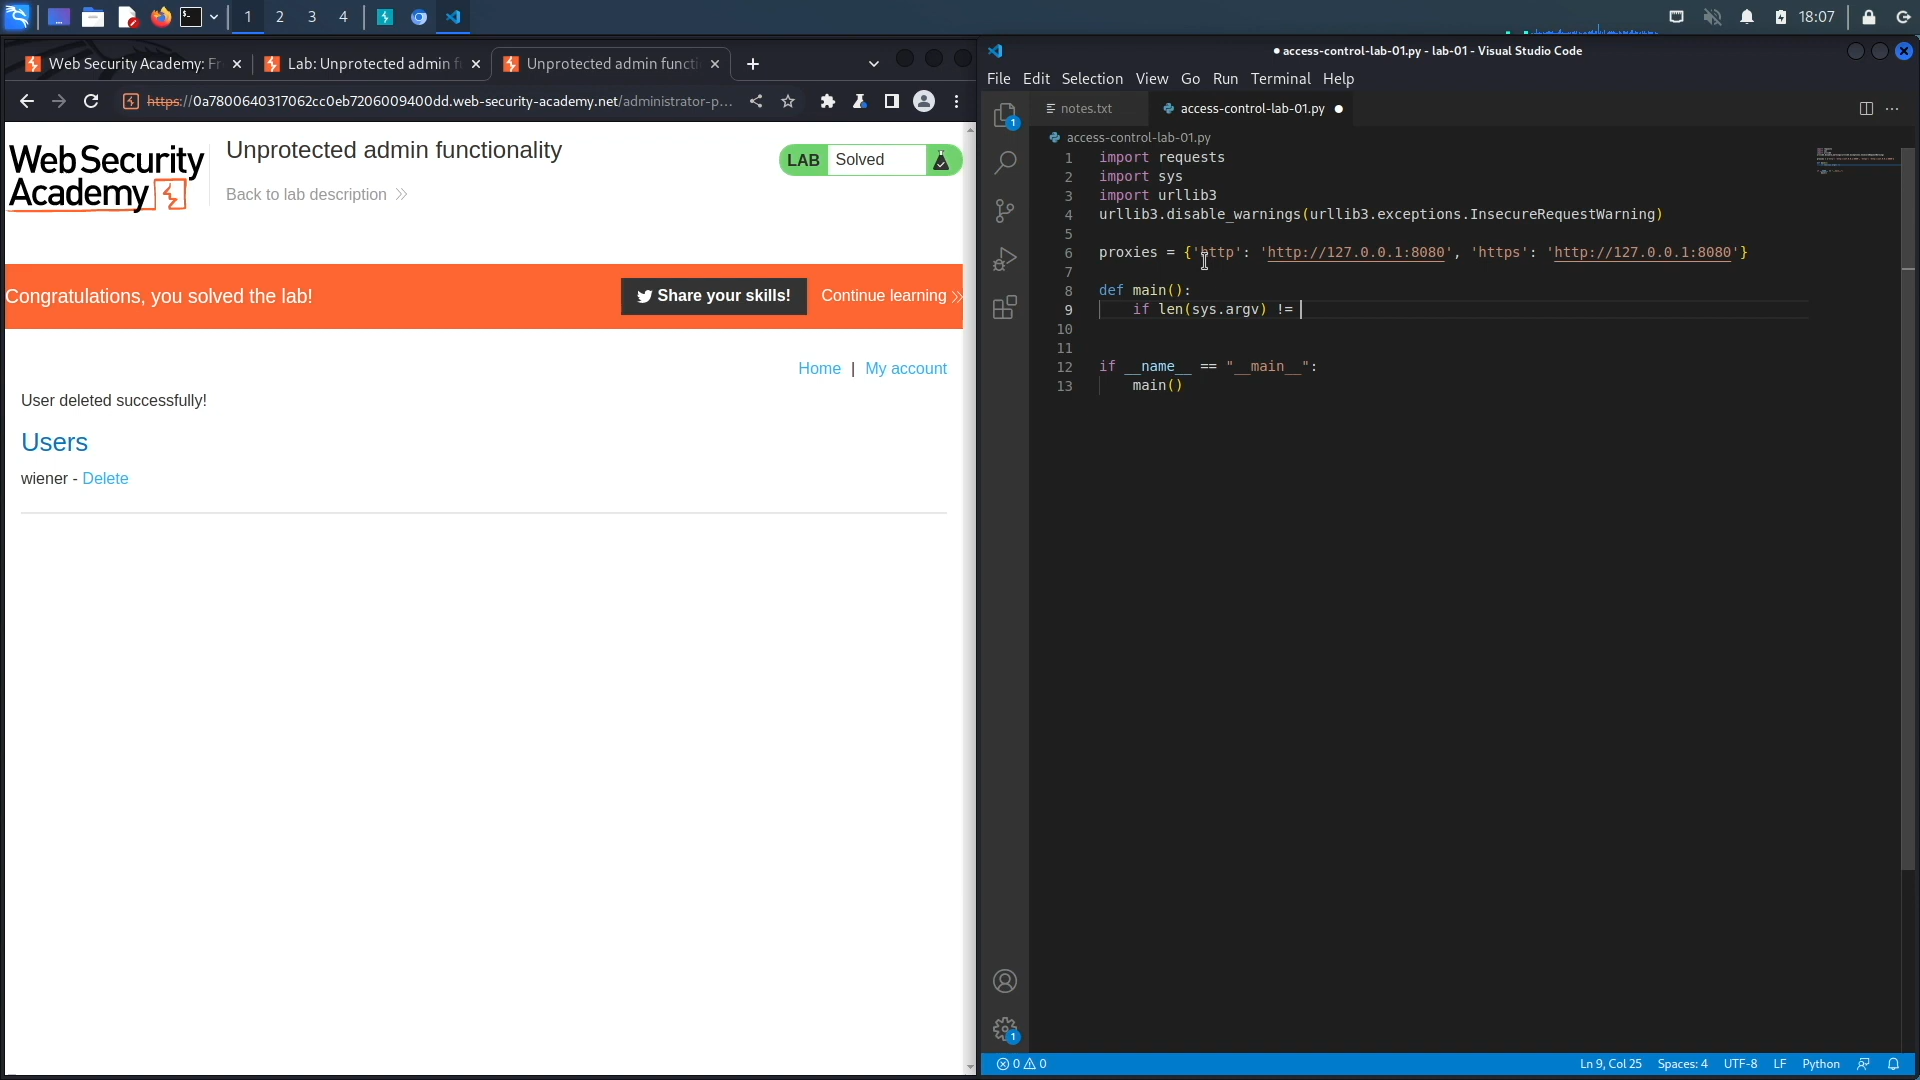 1 2 3 4
18:07
Web Security Academy: Fr
Lab: Unprotected admin f
Unprotected admin functi
https://0a7800640317062cc0eb7206009400dd.web-security-academy.net/administrator-p...
Web Security
Academy
Unprotected admin functionality
Back to lab description
LAB Solved
Congratulations, you solved the lab!
Share your skills!
Continue learning
Home | My account
User deleted successfully!
Users
wiener - Delete
● access-control-lab-01.py - lab-01 - Visual Studio Code
File Edit Selection View Go Run Terminal Help
notes.txt
access-control-lab-01.py ●
access-control-lab-01.py
1 import requests
2 import sys
3 import urllib3
4 urllib3.disable_warnings(urllib3.exceptions.InsecureRequestWarning)
5
6 proxies = {'http': 'http://127.0.0.1:8080', 'https': 'http://127.0.0.1:8080'}
7
8 def main():
9 if len(sys.argv) !=
10
11
12 if __name__ == "__main__":
13 main()
1
1
0 0
Ln 9, Col 25 Spaces: 4 UTF-8 LF Python